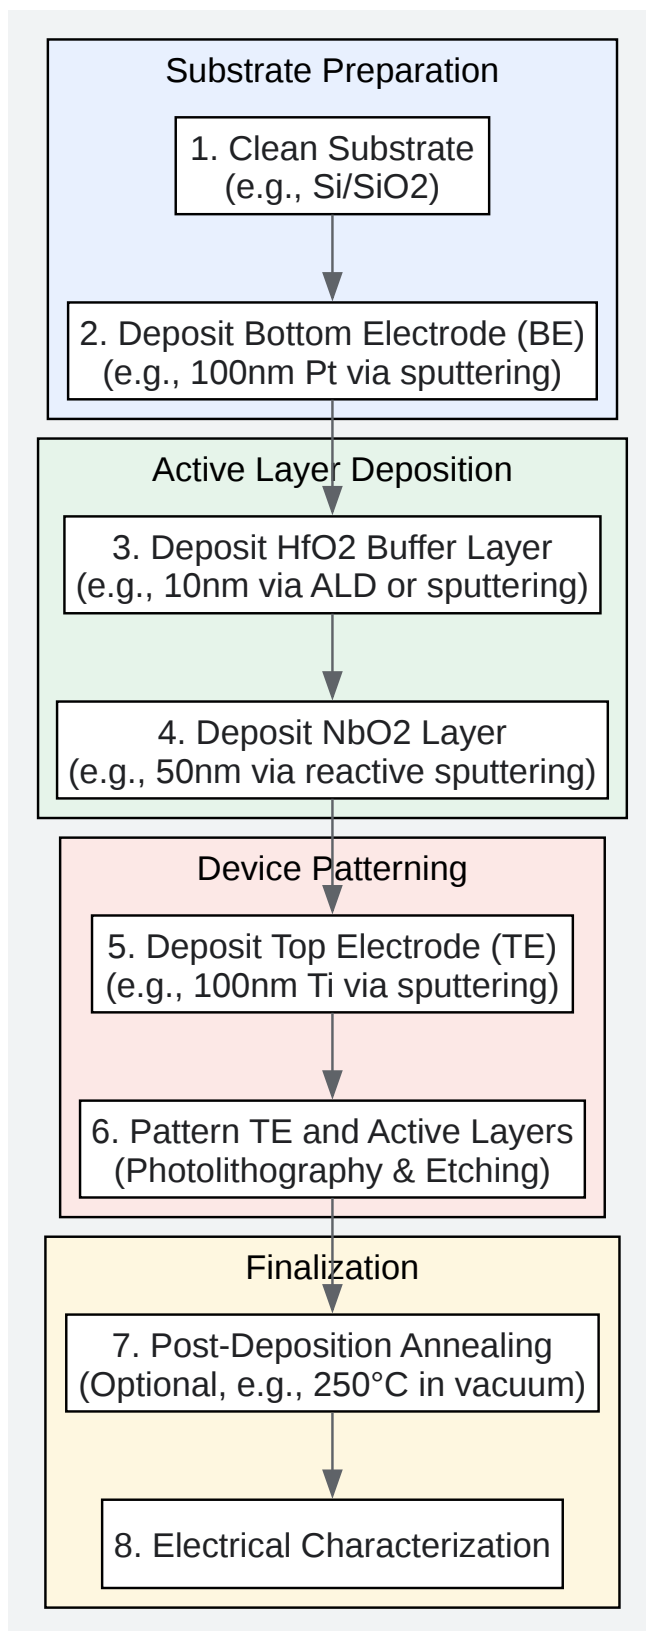 Substrate Preparation
1. Clean Substrate
(e.g., Si/SiO2)
2. Deposit Bottom Electrode (BE)
(e.g., 100nm Pt via sputtering)
Active Layer Deposition
3. Deposit HfO2 Buffer Layer
(e.g., 10nm via ALD or sputtering)
4. Deposit NbO2 Layer
(e.g., 50nm via reactive sputtering)
Device Patterning
5. Deposit Top Electrode (TE)
(e.g., 100nm Ti via sputtering)
6. Pattern TE and Active Layers
(Photolithography & Etching)
Finalization
7. Post-Deposition Annealing
(Optional, e.g., 250°C in vacuum)
8. Electrical Characterization